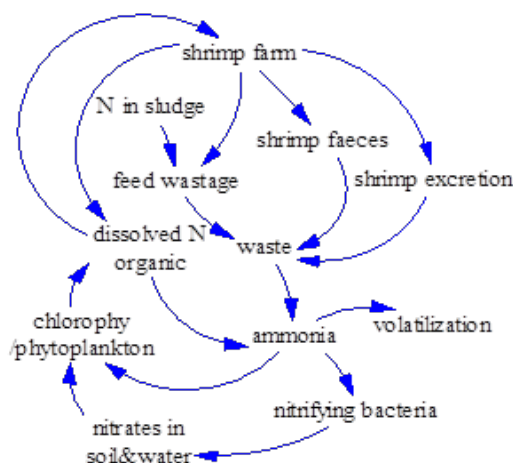 shrimp farm
N in sludge
shrimp faeces
feed wastage
shrimp excretion
dissolved N
organic
waste
chlorophy
/phytoplankton
ammonia
volatilization
nitrifying bacteria
nitrates in
soil&water